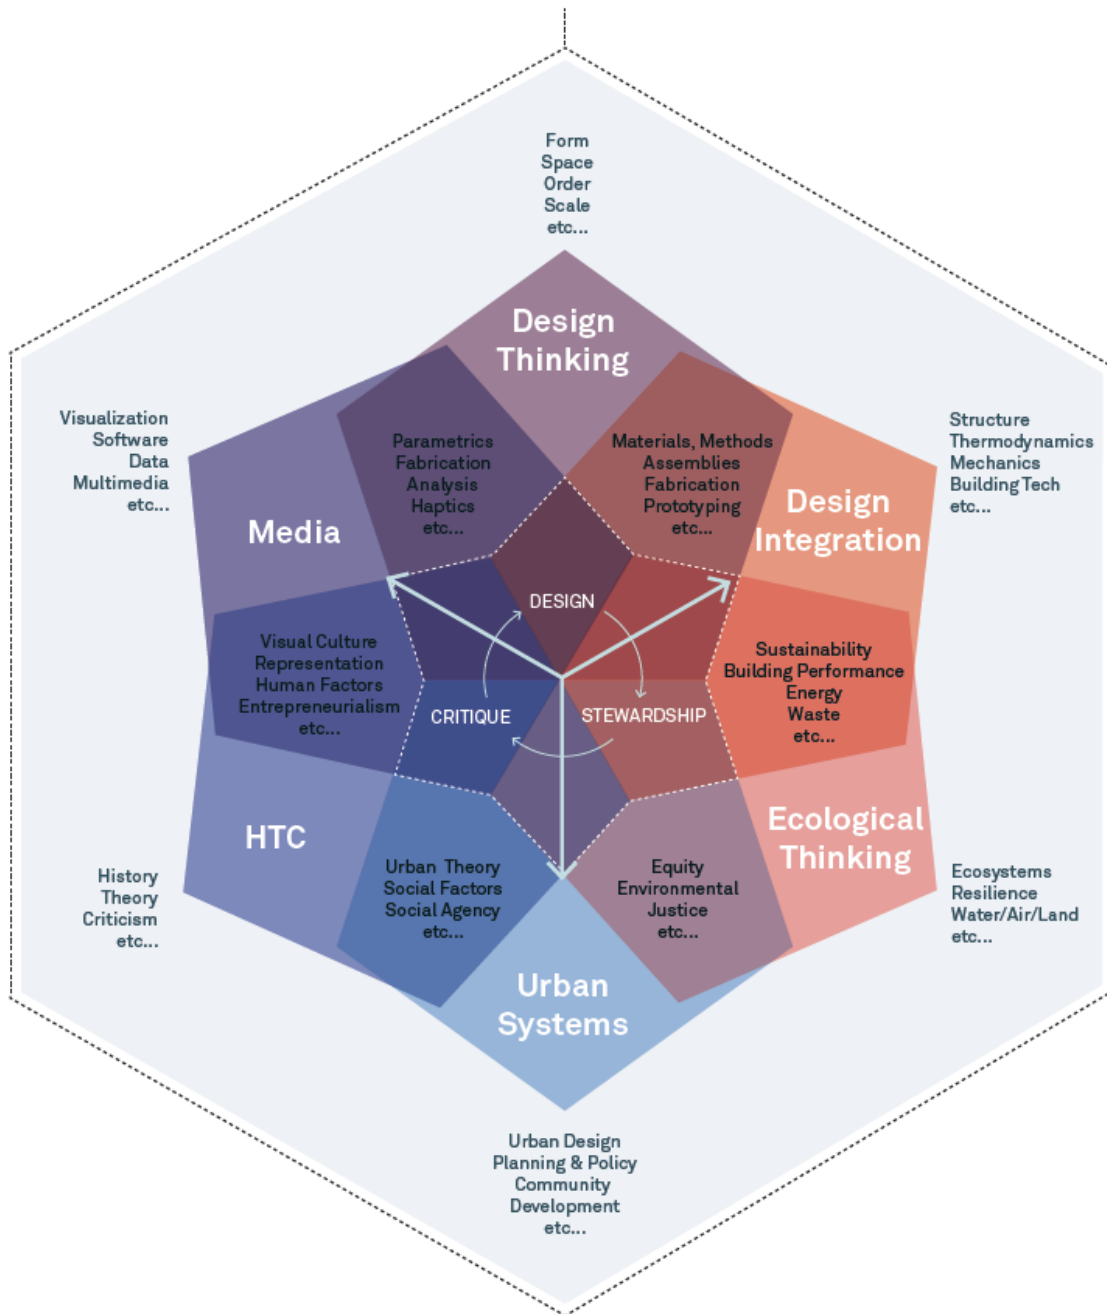 Form
Space
Order
Scale
etc...
Design
Thinking
Visualization
Software
Data
Multimedia
etc...
Parametrics
Fabrication
Analysis
Haptics
etc...
Materials, Methods
Assemblies
Fabrication
Prototyping
etc...
Structure
Thermodynamics
Mechanics
Building Tech
etc...
Media
Design
Integration
DESIGN
Visual Culture
Representation
Human Factors
Entrepreneurialism
etc...
CRITIQUE
STEWARDSHIP
Sustainability
Building Performance
Energy
Waste
etc...
HTC
Ecological
Thinking
History
Theory
Criticism
etc...
Urban Theory
Social Factors
Social Agency
etc...
Equity
Environmental
Justice
etc...
Ecosystems
Resilience
Water/Air/Land
etc...
Urban
Systems
Urban Design
Planning & Policy
Community
Development
etc...